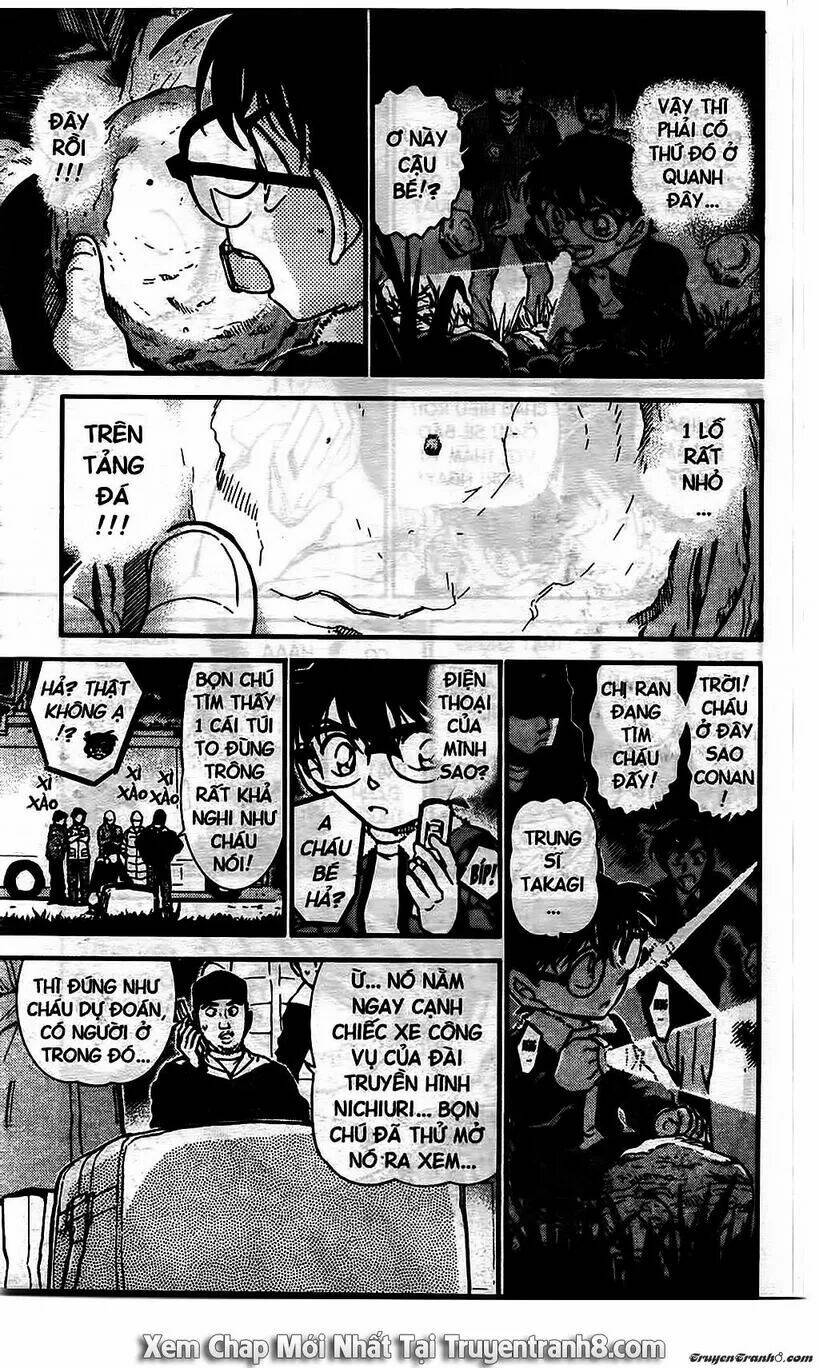 VẬY THÌ
PHẢI CÓ
THỨ ĐÓ Ở
QUANH
ĐÂY...
Ơ NÀY
CẬU
BÉ!?
ĐÂY
RỒI
!!!
1 LỖ
RẤT
NHỎ
...
TRÊN
TẢNG
ĐÁ
!!!
TRỜI!
CHÁU
Ở ĐÂY
SAO
CONAN
!
CHỊ RAN
ĐANG
TÌM
CHÁU
ĐẤY!
TRUNG
SĨ
TAKAGI
...
ĐIỆN
THOẠI
CỦA
MÌNH
SAO?
BÍP!
A
CHÁU
BÉ
HẢ?
BỌN CHÚ
TÌM THẤY
1 CÁI TÚI
TO ĐÙNG
TRÔNG
RẤT KHẢ
NGHI NHƯ
CHÁU
NÓI!
HẢ? THẬT
KHÔNG Ạ
!?
XÌ
XÀO
XÌ
XÀO
XÌ
XÀO
Ừ... NÓ NẰM
NGAY CẠNH
CHIẾC XE CÔNG
VỤ CỦA ĐÀI
TRUYỀN HÌNH
NICHIURI... BỌN
CHÚ ĐÃ THỬ MỞ
NÓ RA XEM...
THÌ ĐÚNG NHƯ
CHÁU DỰ ĐOÁN,
CÓ NGƯỜI Ở
TRONG ĐÓ...
Xem Chap Mới Nhất Tại Truyentranh8.com
TruyenTranh8.com